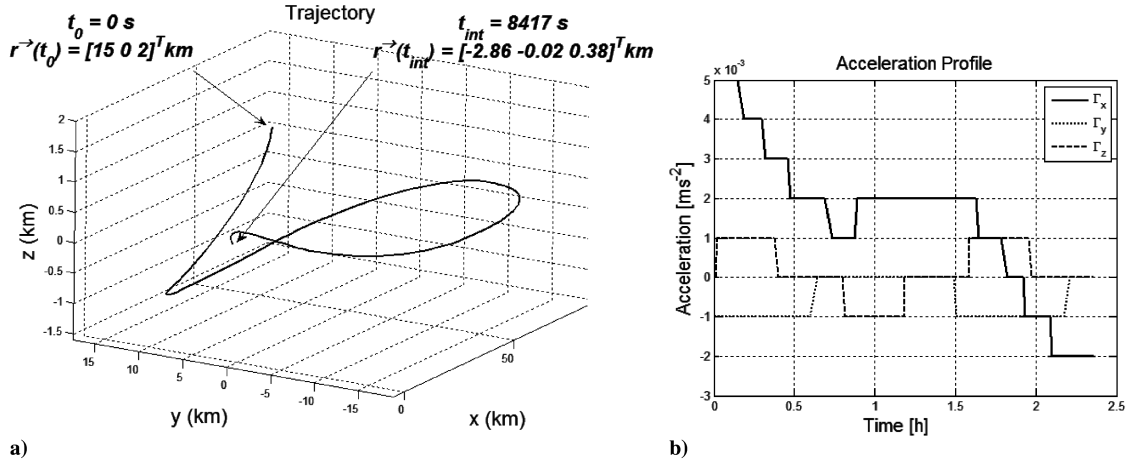 t0 = 0 s
r→(t0) = [15 0 2]T km
Trajectory
tint = 8417 s
r→(tint) = [-2.86 -0.02 0.38]T km
2
1.5
1
0.5
0
-0.5
-1
-1.5
z (km)
15
10
5
0
-5
-10
-15
y (km)
0
50
x (km)
a)
Acceleration Profile
x 10-3
5
4
3
2
1
0
-1
-2
-3
Acceleration [ms-2]
Γx
Γy
Γz
0
0.5
1
1.5
2
2.5
Time [h]
b)